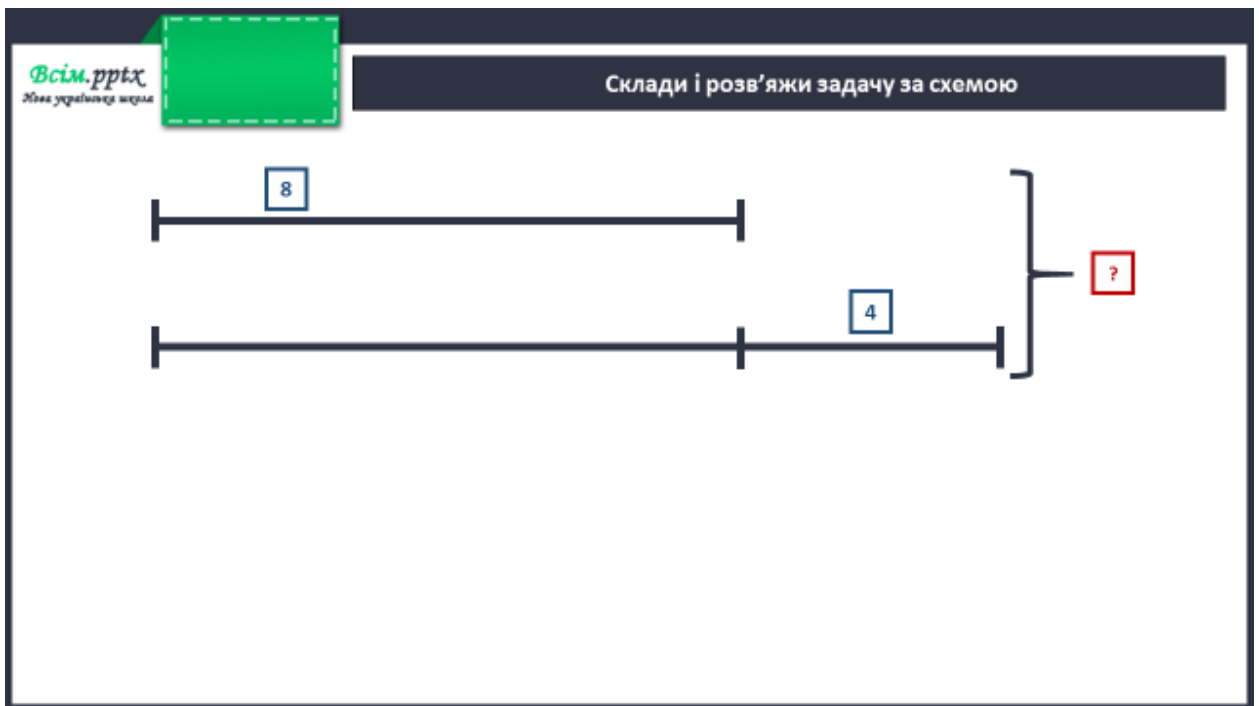 Всім.pptx
Нова українська школа
Склади і розв’яжи задачу за схемою
8
?
4